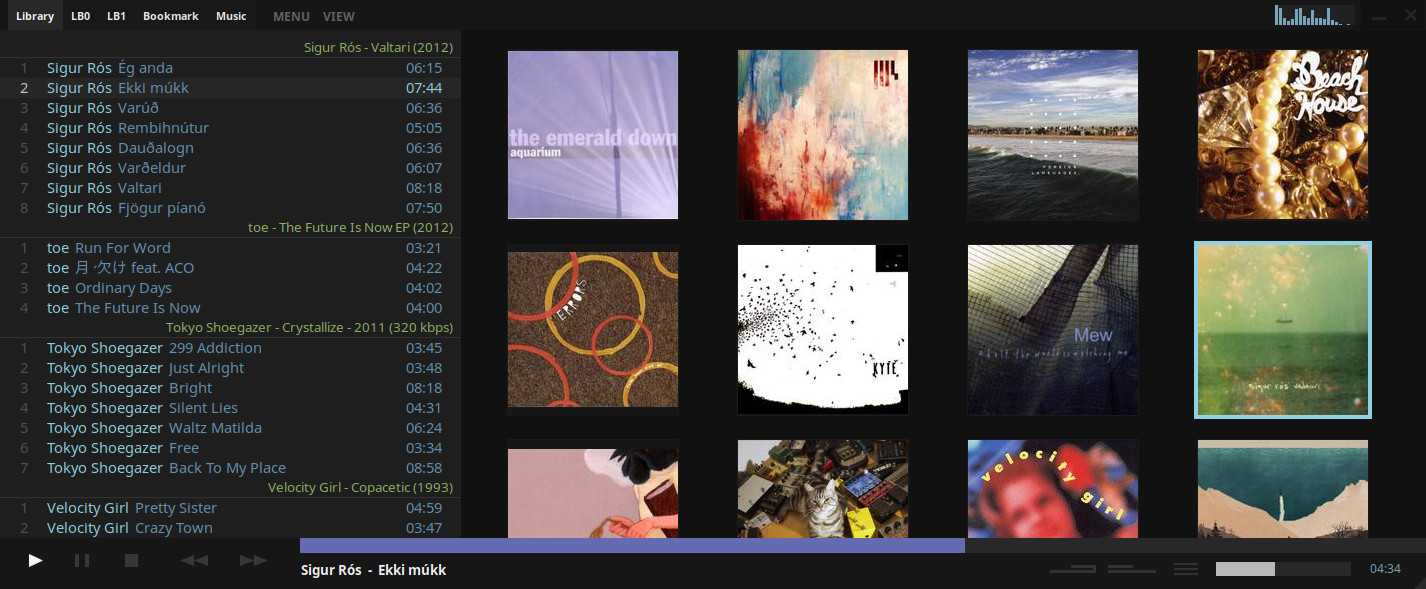 Library LB0 LB1 Bookmark Music MENU VIEW
Sigur Rós - Valtari (2012)
1 Sigur Rós Ég anda 06:15
2 Sigur Rós Ekki múkk 07:44
3 Sigur Rós Varúð 06:36
4 Sigur Rós Rembihnútur 05:05
5 Sigur Rós Dauðalogn 06:36
6 Sigur Rós Varðeldur 06:07
7 Sigur Rós Valtari 08:18
8 Sigur Rós Fjögur píanó 07:50
toe - The Future Is Now EP (2012)
1 toe Run For Word 03:21
2 toe 月·欠け feat. ACO 04:22
3 toe Ordinary Days 04:02
4 toe The Future Is Now 04:00
Tokyo Shoegazer - Crystallize - 2011 (320 kbps)
1 Tokyo Shoegazer 299 Addiction 03:45
2 Tokyo Shoegazer Just Alright 03:48
3 Tokyo Shoegazer Bright 08:18
4 Tokyo Shoegazer Silent Lies 04:31
5 Tokyo Shoegazer Waltz Matilda 06:24
6 Tokyo Shoegazer Free 03:34
7 Tokyo Shoegazer Back To My Place 08:58
Velocity Girl - Copacetic (1993)
1 Velocity Girl Pretty Sister 04:59
2 Velocity Girl Crazy Town 03:47
the emerald down
aquarium
FOREIGN
LANGUAGES
Beach
House
ERRORS
KYTE
Mew
And half the world is watching me
sigur rós valtari
velocity girl
Sigur Rós - Ekki múkk
04:34